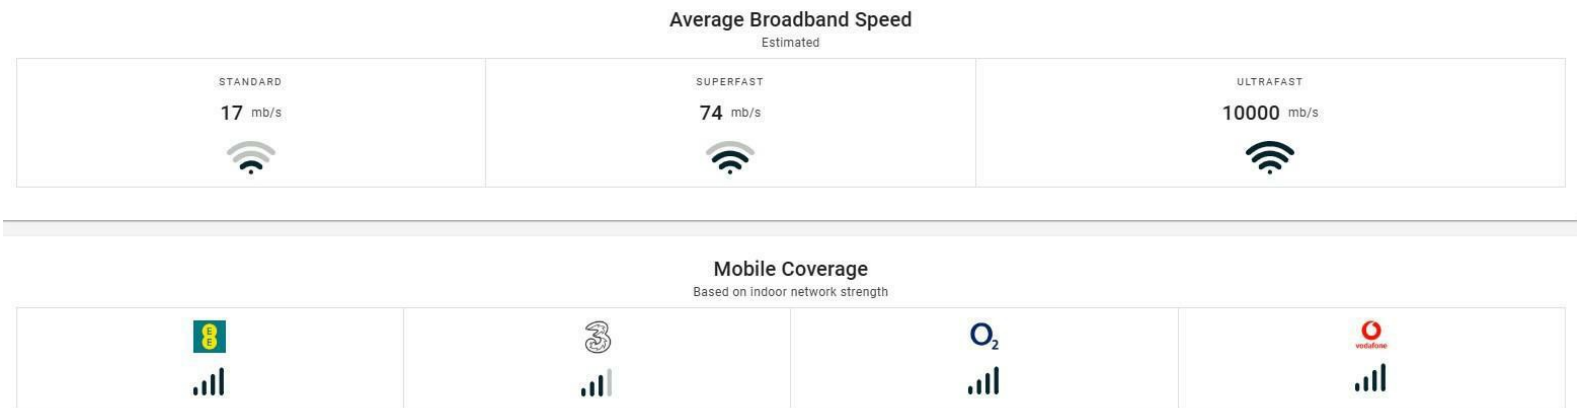 Average Broadband Speed
Estimated
STANDARD
SUPERFAST
ULTRAFAST
17 mb/s
74 mb/s
10000 mb/s
Mobile Coverage
Based on indoor network strength
E
E
3
O2
vodafone